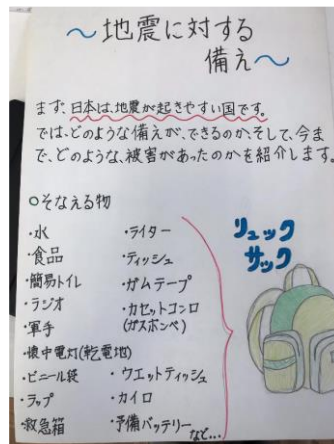 ～地震に対する
備え～
まず、日本は、地震が起きやすい国です。
では、どのような備えが、できるのか、そして、今ま
で、どのような、被害があったのかを紹介します。
○そなえる物
・水
・食品
・簡易トイレ
・ラジオ
・軍手
・懐中電灯(乾電池)
・ビニール袋
・ラップ
・救急箱
・ライター
・ティッシュ
・ガムテープ
・カセットコンロ
(ガスボンベ)
・ウエットティッシュ
・カイロ
・予備バッテリー
など…
リュック
サック